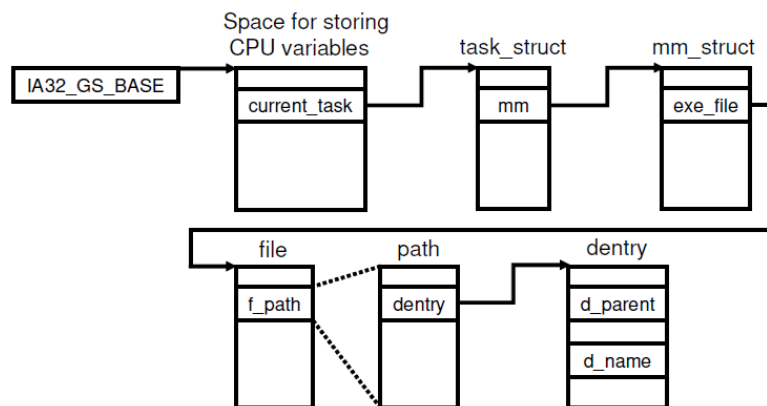 Space for storing
CPU variables
task_struct
mm_struct
IA32_GS_BASE
current_task
mm
exe_file
file
path
dentry
f_path
dentry
d_parent
d_name